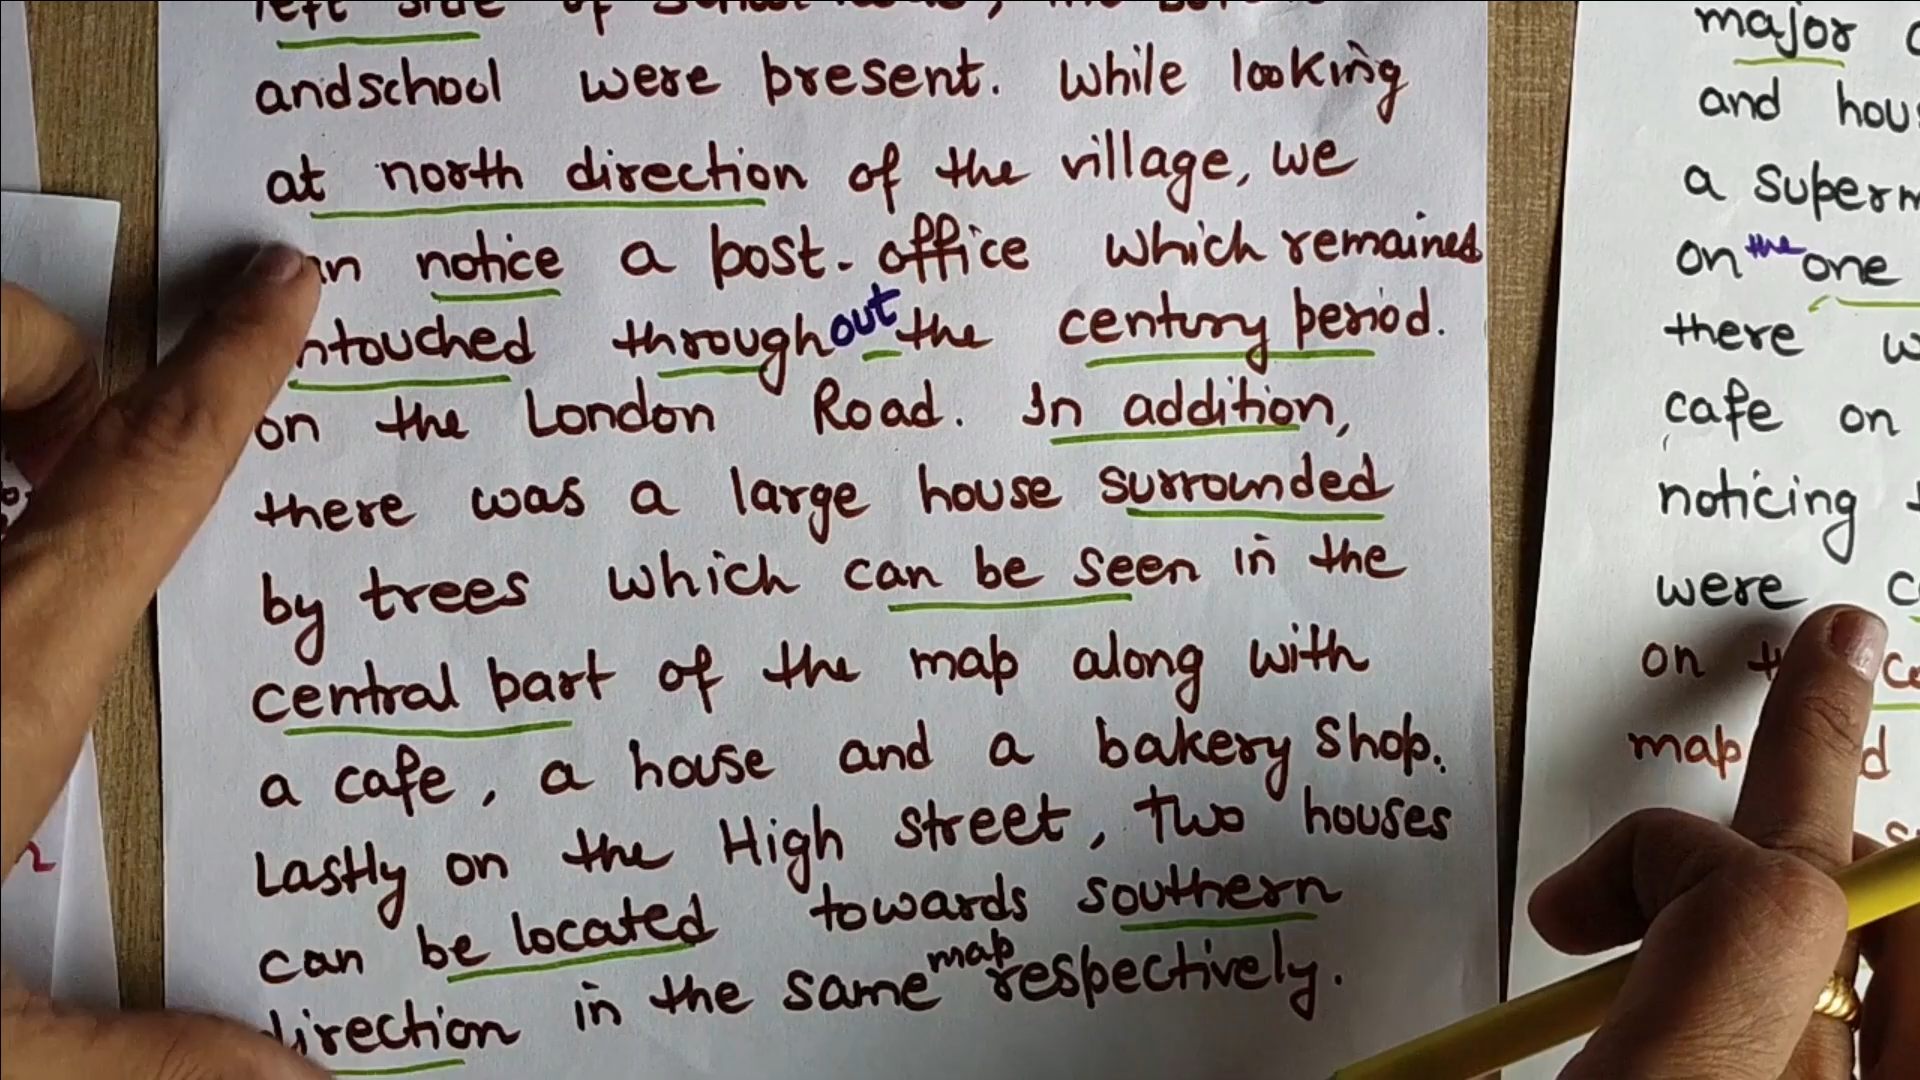 left side of
andschool were present. While looking
at north direction of the village, we
notice a post-office which remained
throughout the century period.
on the London Road. In addition,
there was a large house surrounded
by trees which can be seen in the
central part of the map along with
a cafe, a house and a bakery shop.
Lastly on the High street, Two houses
can be located towards southern
direction in the same map respectively.
major
and
a
on the one
there
cafe on
noticing
were
on
map